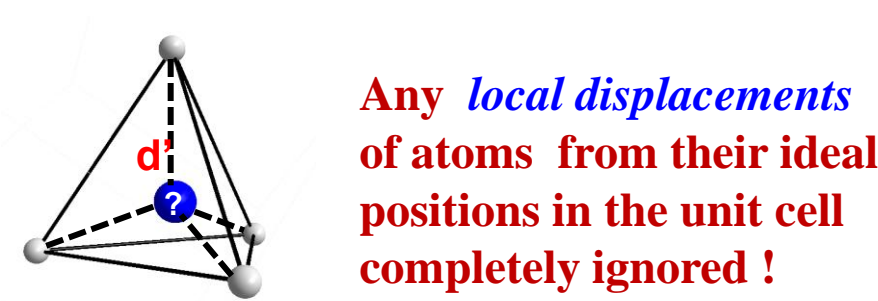 d'
?
Any local displacements
of atoms from their ideal
positions in the unit cell
completely ignored !